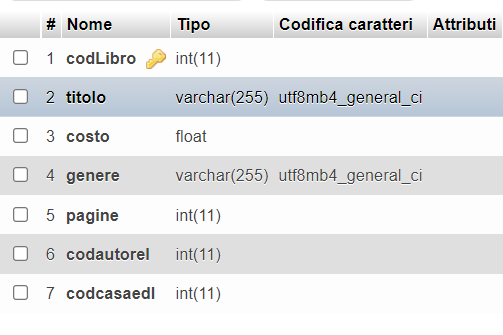 # Nome Tipo Codifica caratteri Attributi
1 codLibro int(11)
2 titolo varchar(255) utf8mb4_general_ci
3 costo float
4 genere varchar(255) utf8mb4_general_ci
5 pagine int(11)
6 codautorel int(11)
7 codcasaedl int(11)